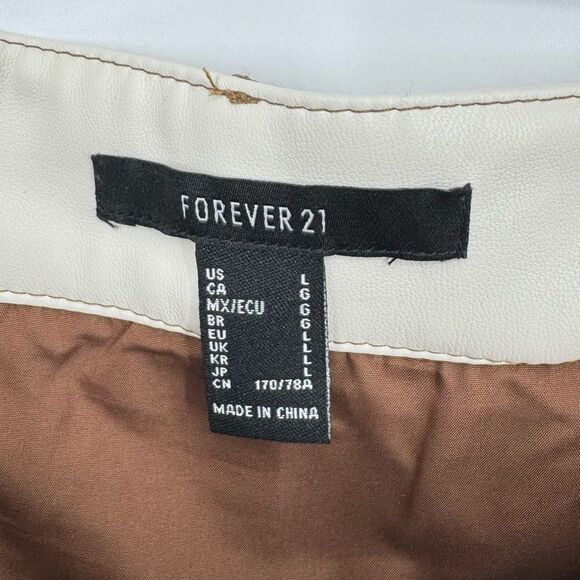 FOREVER 21
US L
CA G
MX/ECU G
BR G
EU L
UK L
KR L
JP L
CN 170/78A
MADE IN CHINA